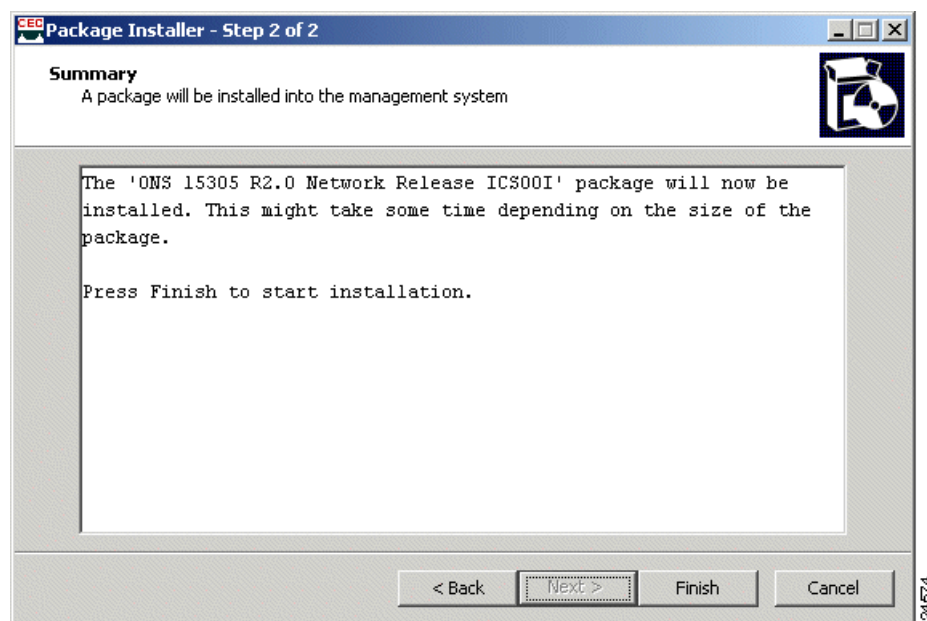 CEC
Package Installer - Step 2 of 2
Summary
A package will be installed into the management system
The 'ONS 15305 R2.0 Network Release ICS00I' package will now be
installed. This might take some time depending on the size of the
package.
Press Finish to start installation.
< Back Next > Finish Cancel